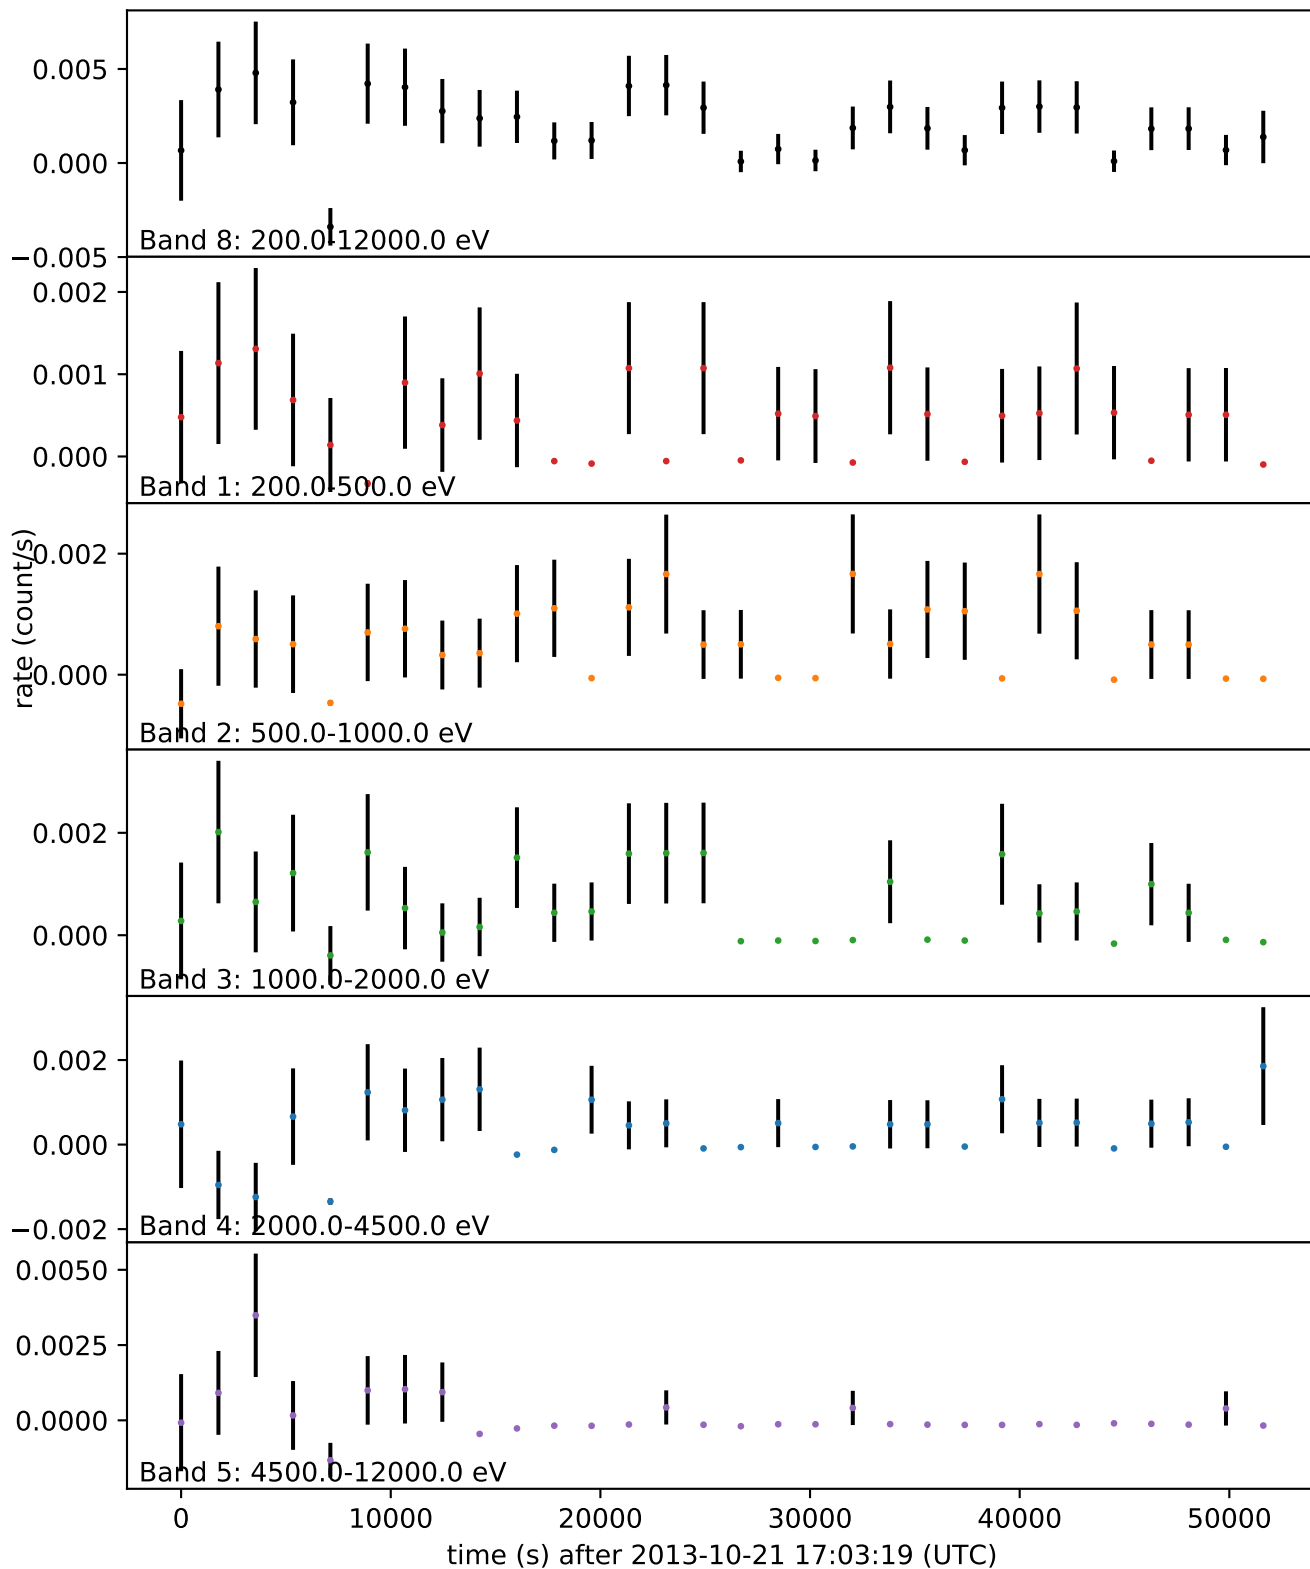 0.005
0.000
−0.005
Band 8: 200.0-12000.0 eV
0.002
0.001
0.000
Band 1: 200.0-500.0 eV
rate (count/s)
0.002
0.000
Band 2: 500.0-1000.0 eV
0.002
0.000
Band 3: 1000.0-2000.0 eV
0.002
0.000
−0.002
Band 4: 2000.0-4500.0 eV
0.0050
0.0025
0.0000
Band 5: 4500.0-12000.0 eV
0 10000 20000 30000 40000 50000
time (s) after 2013-10-21 17:03:19 (UTC)